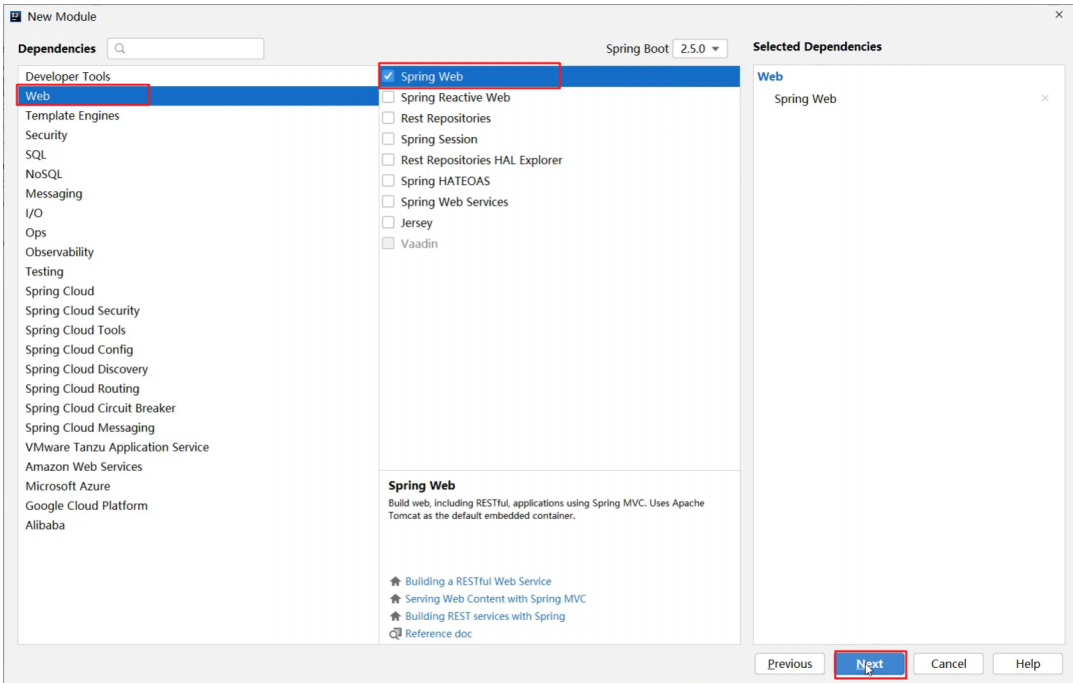 New Module
Dependencies
Spring Boot 2.5.0
Selected Dependencies
Developer Tools
Web
Template Engines
Security
SQL
NoSQL
Messaging
I/O
Ops
Observability
Testing
Spring Cloud
Spring Cloud Security
Spring Cloud Tools
Spring Cloud Config
Spring Cloud Discovery
Spring Cloud Routing
Spring Cloud Circuit Breaker
Spring Cloud Messaging
VMware Tanzu Application Service
Amazon Web Services
Microsoft Azure
Google Cloud Platform
Alibaba
Spring Web
Spring Reactive Web
Rest Repositories
Spring Session
Rest Repositories HAL Explorer
Spring HATEOAS
Spring Web Services
Jersey
Vaadin
Spring Web
Build web, including RESTful, applications using Spring MVC. Uses Apache
Tomcat as the default embedded container.
Building a RESTful Web Service
Serving Web Content with Spring MVC
Building REST services with Spring
Reference doc
Web
Spring Web
Previous
Next
Cancel
Help